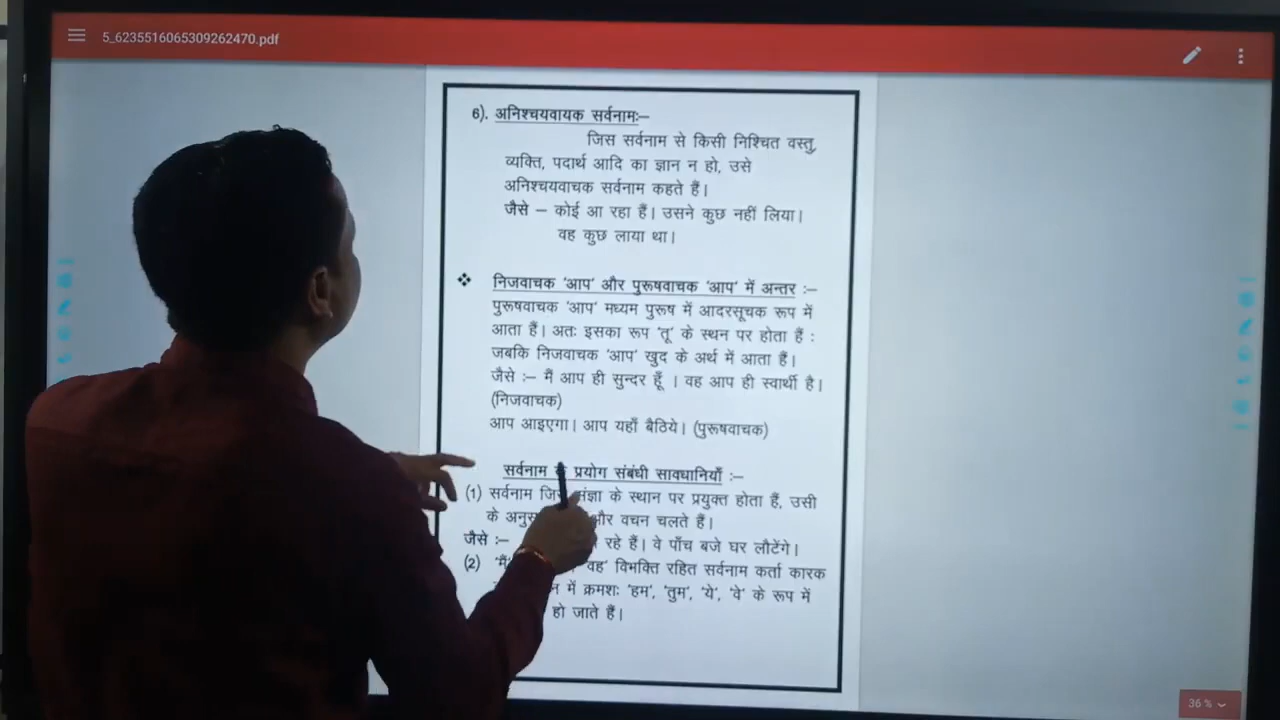 5_6235516065309262470.pdf
6). अनिश्चयवायक सर्वनामः–
जिस सर्वनाम से किसी निश्चित वस्तु,
व्यक्ति, पदार्थ आदि का ज्ञान न हो, उसे
अनिश्चयवाचक सर्वनाम कहते हैं।
जैसे – कोई आ रहा हैं। उसने कुछ नहीं लिया।
वह कुछ लाया था।
❖ निजवाचक ‘आप’ और पुरूषवाचक ‘आप’ में अन्तर :–
पुरूषवाचक ‘आप’ मध्यम पुरूष में आदरसूचक रूप में
आता हैं। अतः इसका रूप ‘तू’ के स्थन पर होता हैं :
जबकि निजवाचक ‘आप’ खुद के अर्थ में आता हैं।
जैसे :– मैं आप ही सुन्दर हूँ । वह आप ही स्वार्थी है।
(निजवाचक)
आप आइएगा। आप यहाँ बैठिये। (पुरूषवाचक)
सर्वनाम प्रयोग संबंधी सावधानियाँ :–
(1) सर्वनाम संज्ञा के स्थान पर प्रयुक्त होता हैं, उसी
के और वचन चलते हैं।
जैसे :– रहे हैं। वे पाँच बजे घर लौटेंगे।
(2) ‘मैं’ वह’ विभक्ति रहित सर्वनाम कर्ता कारक
में क्रमशः ‘हम’, ‘तुम’, ‘ये’, ‘वे’ के रूप में
हो जाते हैं।
36 %